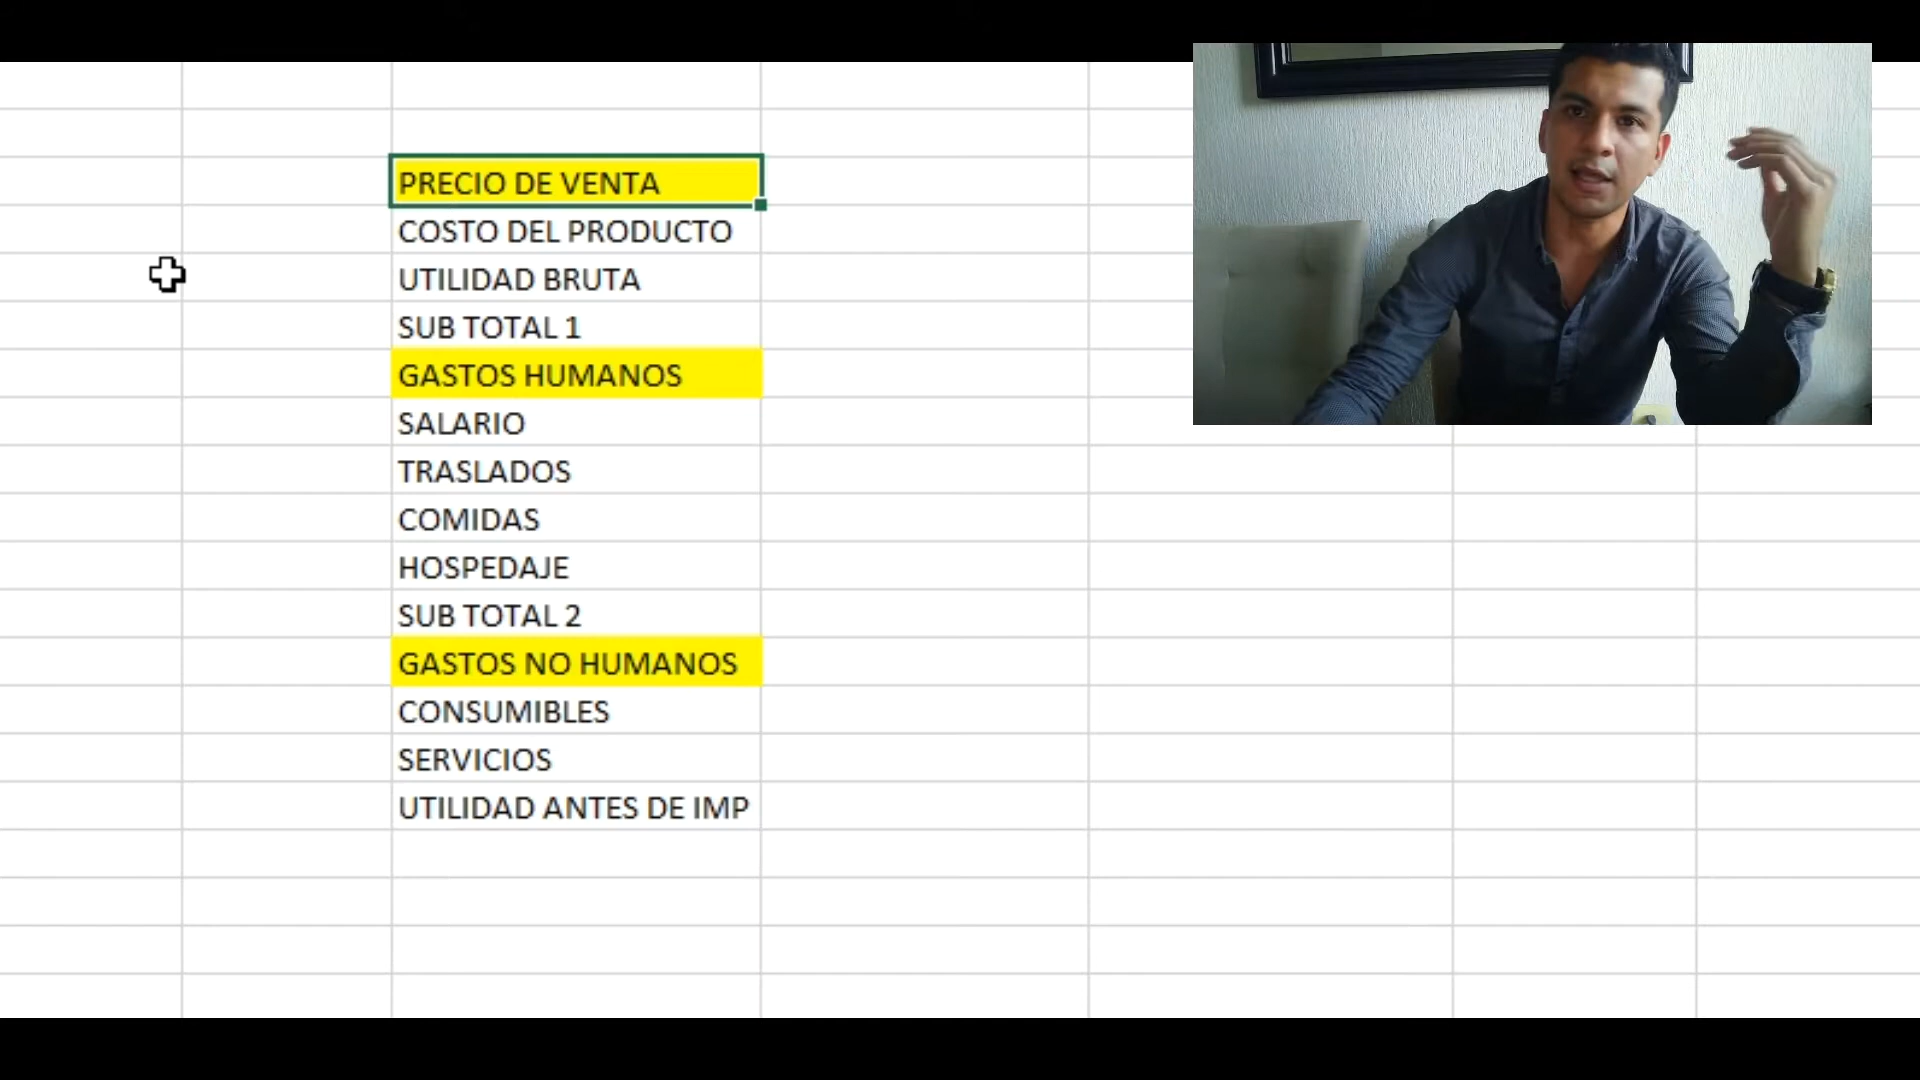 PRECIO DE VENTA
COSTO DEL PRODUCTO
UTILIDAD BRUTA
SUB TOTAL 1
GASTOS HUMANOS
SALARIO
TRASLADOS
COMIDAS
HOSPEDAJE
SUB TOTAL 2
GASTOS NO HUMANOS
CONSUMIBLES
SERVICIOS
UTILIDAD ANTES DE IMP